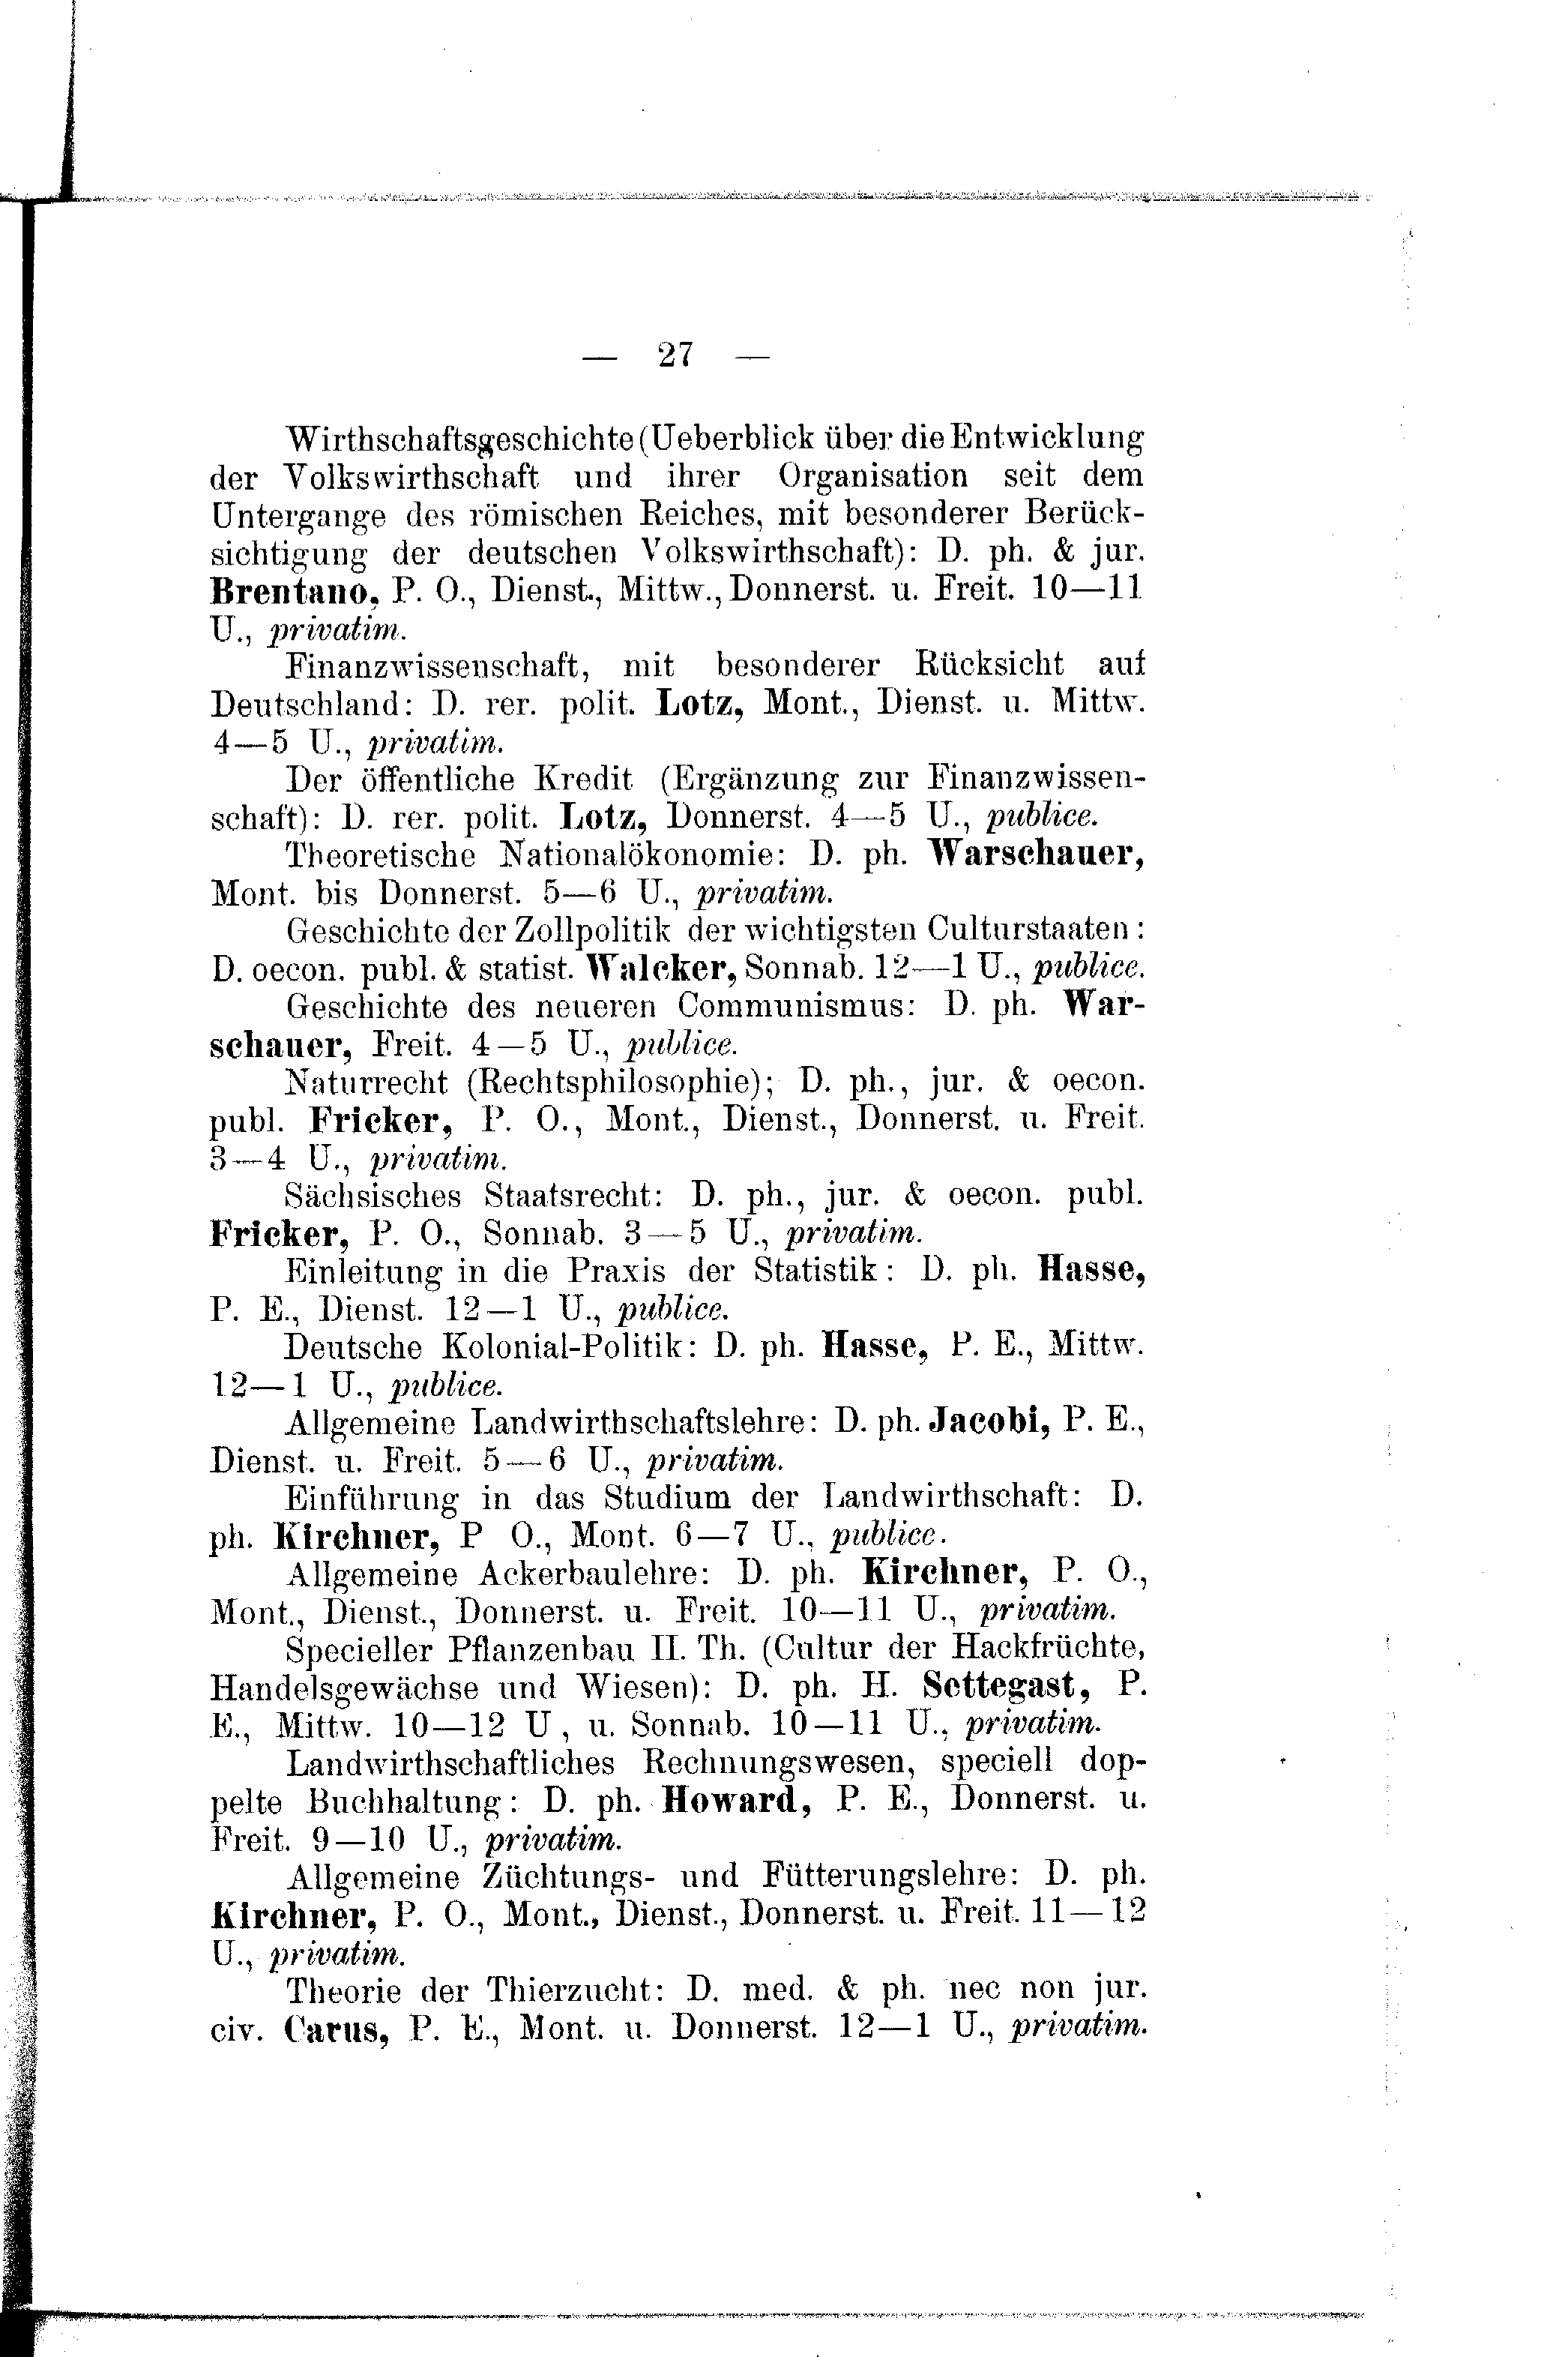 — 27 —
Wirthschaftsgeschichte (Ueberblick über die Entwicklung
der Volkswirthschaft und ihrer Organisation seit dem
Untergange des römischen Reiches, mit besonderer Berück-
sichtigung der deutschen Volkswirthschaft): D. ph. & jur.
Brentano, P. O., Dienst., Mittw., Donnerst. u. Freit. 10—11
U., privatim.
Finanzwissenschaft, mit besonderer Rücksicht auf
Deutschland: D. rer. polit. Lotz, Mont., Dienst. u. Mittw.
4—5 U., privatim.
Der öffentliche Kredit (Ergänzung zur Finanzwissen-
schaft): D. rer. polit. Lotz, Donnerst. 4—5 U., publice.
Theoretische Nationalökonomie: D. ph. Warschauer,
Mont. bis Donnerst. 5—6 U., privatim.
Geschichte der Zollpolitik der wichtigsten Culturstaaten:
D. oecon. publ. & statist. Walcker, Sonnab. 12—1 U., publice.
Geschichte des neueren Communismus: D. ph. War-
schauer, Freit. 4—5 U., publice.
Naturrecht (Rechtsphilosophie); D. ph., jur. & oecon.
publ. Fricker, P. O., Mont., Dienst., Donnerst. u. Freit.
3—4 U., privatim.
Sächsisches Staatsrecht: D. ph., jur. & oecon. publ.
Fricker, P. O., Sonnab. 3—5 U., privatim.
Einleitung in die Praxis der Statistik: D. ph. Hasse,
P. E., Dienst. 12—1 U., publice.
Deutsche Kolonial-Politik: D. ph. Hasse, P. E., Mittw.
12—1 U., publice.
Allgemeine Landwirthschaftslehre: D. ph. Jacobi, P. E.,
Dienst. u. Freit. 5—6 U., privatim.
Einführung in das Studium der Landwirthschaft: D.
ph. Kirchner, P O., Mont. 6—7 U., publice.
Allgemeine Ackerbaulehre: D. ph. Kirchner, P. O.,
Mont., Dienst., Donnerst. u. Freit. 10—11 U., privatim.
Specieller Pflanzenbau II. Th. (Cultur der Hackfrüchte,
Handelsgewächse und Wiesen): D. ph. H. Settegast, P.
E., Mittw. 10—12 U, u. Sonnab. 10—11 U., privatim.
Landwirthschaftliches Rechnungswesen, speciell dop-
pelte Buchhaltung: D. ph. Howard, P. E., Donnerst. u.
Freit. 9—10 U., privatim.
Allgemeine Züchtungs- und Fütterungslehre: D. ph.
Kirchner, P. O., Mont., Dienst., Donnerst. u. Freit. 11—12
U., privatim.
Theorie der Thierzucht: D. med. & ph. nec non jur.
civ. Carus, P. E., Mont. u. Donnerst. 12—1 U., privatim.